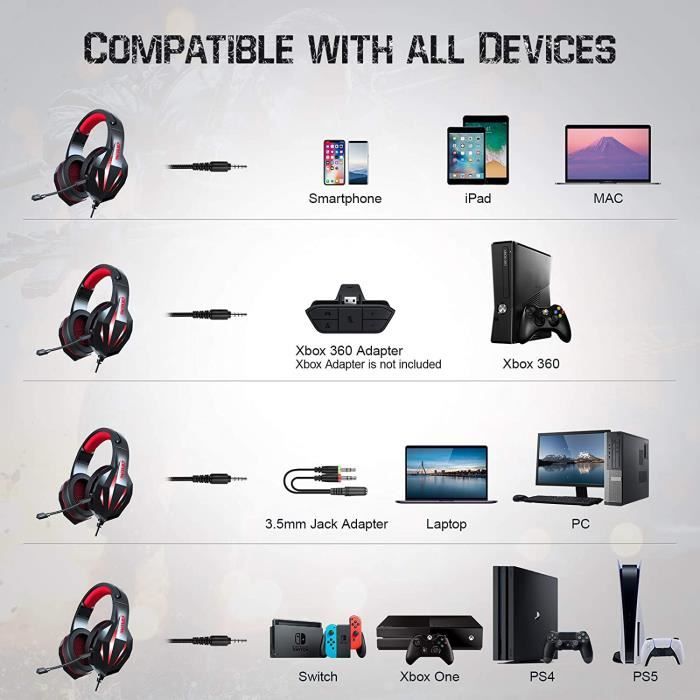 COMPATIBLE WITH ALL DEVICES
Smartphone
iPad
MAC
Xbox 360 Adapter
Xbox Adapter is not included
Xbox 360
3.5mm Jack Adapter
Laptop
PC
SWITCH
Switch
Xbox One
PS4
PS5